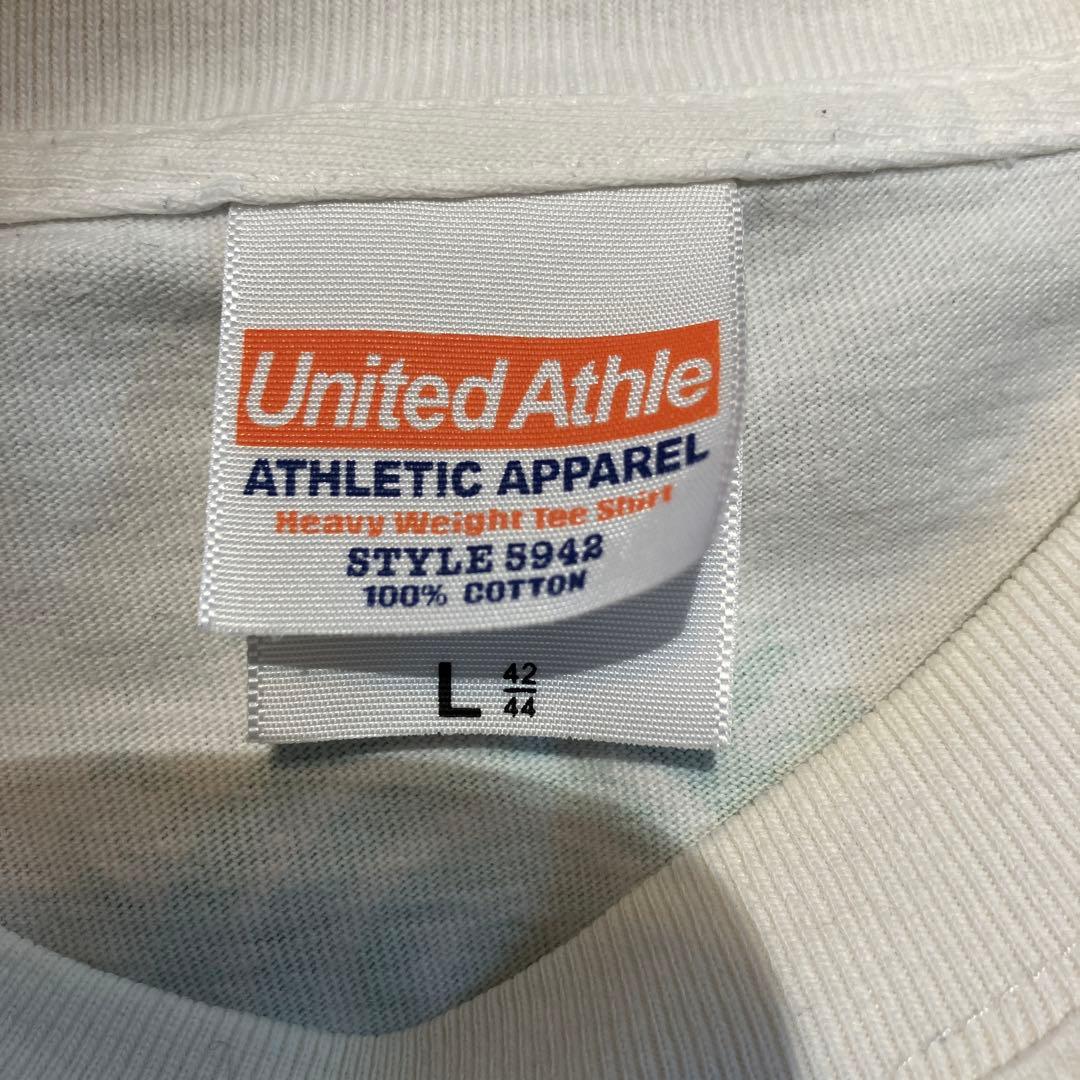 United Athle
ATHLETIC APPAREL
Heavy Weight Tee Shirt
STYLE 5942
100% COTTON
L 42
44